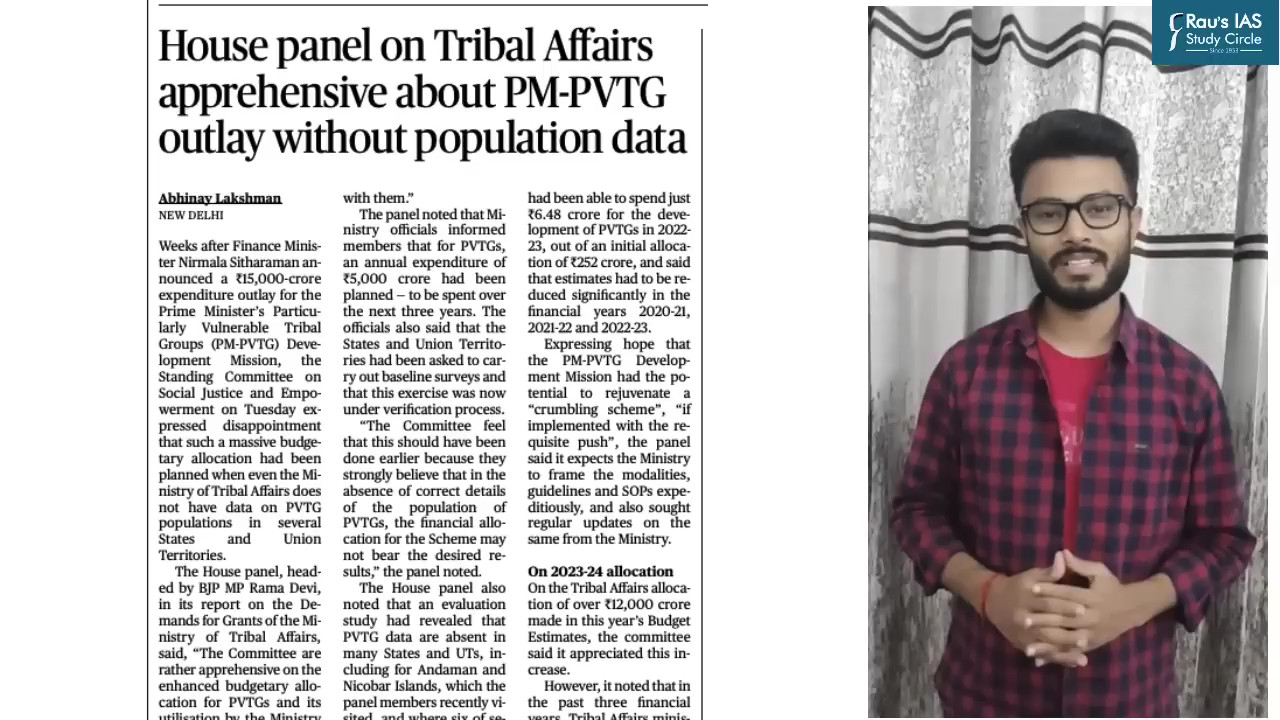 House panel on Tribal Affairs
apprehensive about PM-PVTG
outlay without population data
Abhinay Lakshman
NEW DELHI
Weeks after Finance Minis-
ter Nirmala Sitharaman an-
nounced a ₹15,000-crore
expenditure outlay for the
Prime Minister's Particu-
larly Vulnerable Tribal
Groups (PM-PVTG) Deve-
lopment Mission, the
Standing Committee on
Social Justice and Empo-
werment on Tuesday ex-
pressed disappointment
that such a massive budge-
tary allocation had been
planned when even the Mi-
nistry of Tribal Affairs does
not have data on PVTG
populations in several
States and Union
Territories.
The House panel, head-
ed by BJP MP Rama Devi,
in its report on the De-
mands for Grants of the Mi-
nistry of Tribal Affairs,
said, “The Committee are
rather apprehensive on the
enhanced budgetary allo-
cation for PVTGs and its
utilisation by the Ministry
with them.”
The panel noted that Mi-
nistry officials informed
members that for PVTGs,
an annual expenditure of
₹5,000 crore had been
planned – to be spent over
the next three years. The
officials also said that the
States and Union Territo-
ries had been asked to car-
ry out baseline surveys and
that this exercise was now
under verification process.
“The Committee feel
that this should have been
done earlier because they
strongly believe that in the
absence of correct details
of the population of
PVTGs, the financial allo-
cation for the Scheme may
not bear the desired re-
sults,” the panel noted.
The House panel also
noted that an evaluation
study had revealed that
PVTG data are absent in
many States and UTs, in-
cluding for Andaman and
Nicobar Islands, which the
panel members recently vi-
sited, and where six of se-
had been able to spend just
₹6.48 crore for the deve-
lopment of PVTGs in 2022-
23, out of an initial alloca-
tion of ₹252 crore, and said
that estimates had to be re-
duced significantly in the
financial years 2020-21,
2021-22 and 2022-23.
Expressing hope that
the PM-PVTG Develop-
ment Mission had the po-
tential to rejuvenate a
“crumbling scheme”, “if
implemented with the re-
quisite push”, the panel
said it expects the Ministry
to frame the modalities,
guidelines and SOPs expe-
ditiously, and also sought
regular updates on the
same from the Ministry.
On 2023-24 allocation
On the Tribal Affairs alloca-
tion of over ₹12,000 crore
made in this year's Budget
Estimates, the committee
said it appreciated this in-
crease.
However, it noted that in
the past three financial
years, Tribal Affairs minis-
Rau's IAS
Study Circle
Since 1953